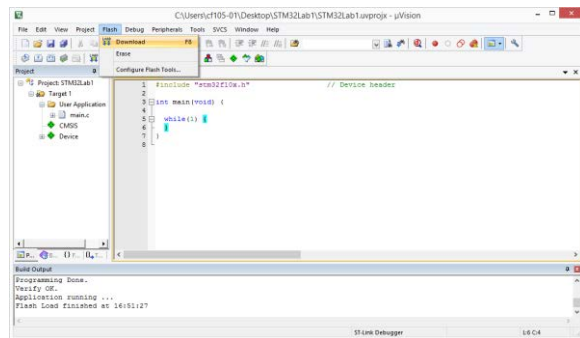 C:\Users\cf105-01\Desktop\STM32Lab1\STM32Lab1.uvprojx - µVision
File Edit View Project Flash Debug Peripherals Tools SVCS Window Help
Download F8
Erase
Configure Flash Tools...
Project
Project: STM32Lab1
Target 1
User Application
main.c
CMSIS
Device
1 #include "stm32f10x.h" // Device header
2
3 int main(void) {
4
5 while(1) {
6 }
7 }
8
Build Output
Programming Done.
Verify OK.
Application running ...
Flash Load finished at 16:51:27
ST-Link Debugger L:6 C:4